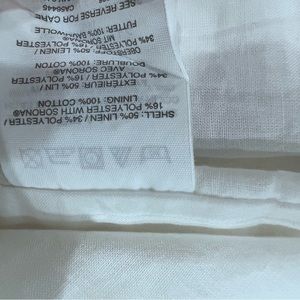 SHELL: 50% LINEN / 34% POLYESTER /
16% POLYESTER WITH SORONA®
LINING: 100% COTTON
EXTÉRIEUR: 50% LIN /
34% POLYESTER / 16% POLYESTER
AVEC SORONA®
DOUBLURE: 100% COTON
OBERSTOFF: 50% LEINEN /
34% POLYESTER / 16% POLYESTER
MIT SORONA®
FUTTER: 100% BAUMWOLLE
SEE REVERSE FOR CARE